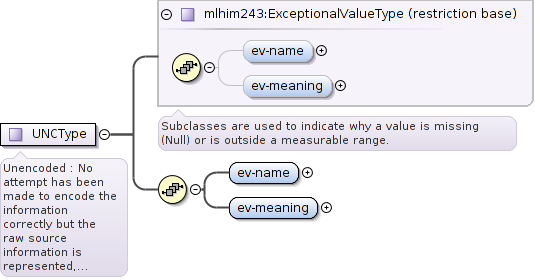 mlhim243:ExceptionalValueType (restriction base)
ev-name
ev-meaning
UNCType
Subclasses are used to indicate why a value is missing
(Null) or is outside a measurable range.
Unencoded : No
attempt has been
made to encode the
information
correctly but the
raw source
information is
represented,...
ev-name
ev-meaning